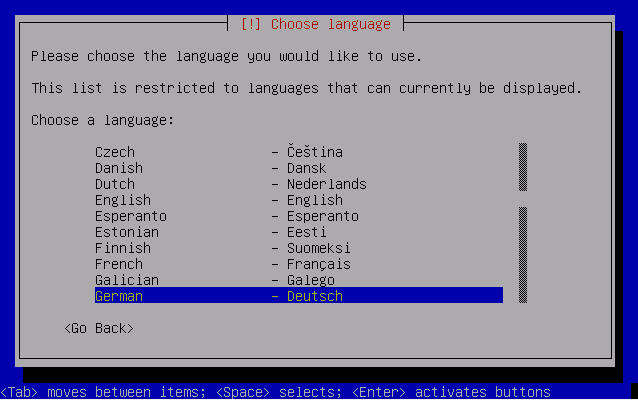 [!] Choose language
Please choose the language you would like to use.
This list is restricted to languages that can currently be displayed.
Choose a language:
Czech - Čeština
Danish - Dansk
Dutch - Nederlands
English - English
Esperanto - Esperanto
Estonian - Eesti
Finnish - Suomeksi
French - Français
Galician - Galego
German - Deutsch
<Go Back>
<Tab> moves between items; <Space> selects; <Enter> activates buttons